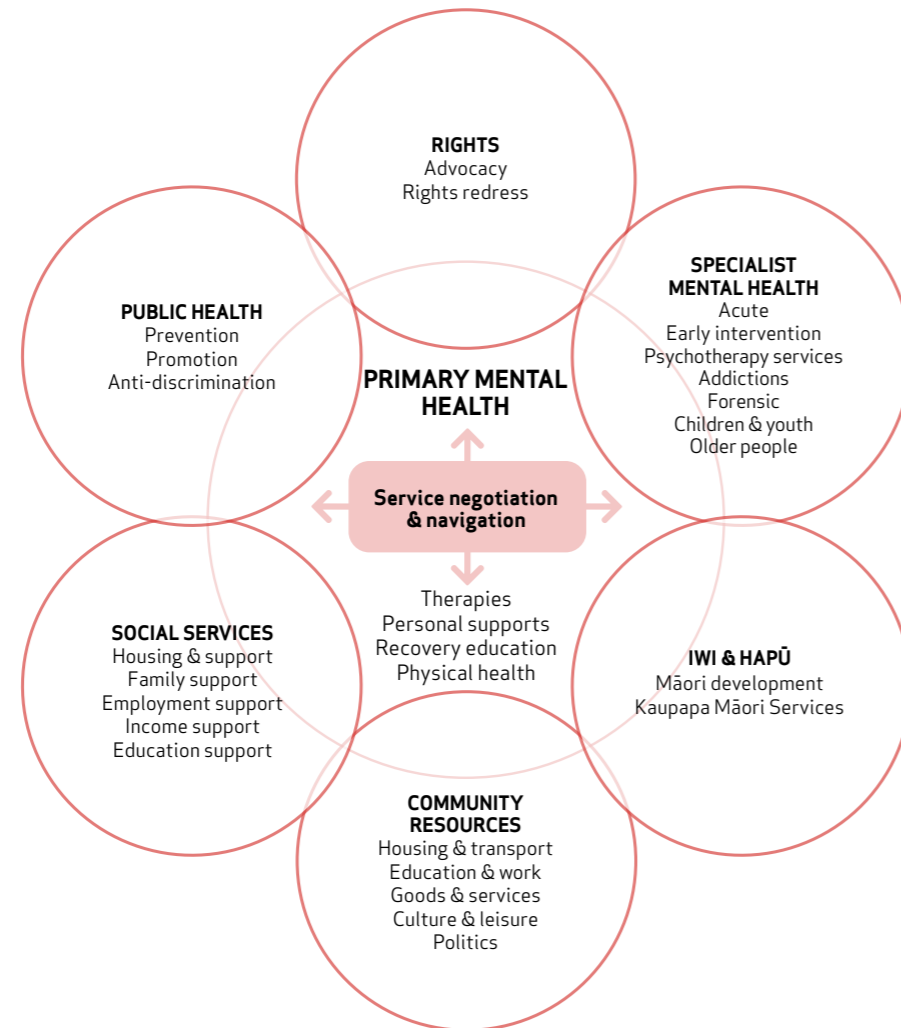 RIGHTS
Advocacy
Rights redress
SPECIALIST
MENTAL HEALTH
Acute
Early intervention
Psychotherapy services
Addictions
Forensic
Children & youth
Older people
PUBLIC HEALTH
Prevention
Promotion
Anti-discrimination
PRIMARY MENTAL
HEALTH
Service negotiation
& navigation
Therapies
Personal supports
Recovery education
Physical health
SOCIAL SERVICES
Housing & support
Family support
Employment support
Income support
Education support
IWI & HAPŪ
Māori development
Kaupapa Māori Services
COMMUNITY
RESOURCES
Housing & transport
Education & work
Goods & services
Culture & leisure
Politics